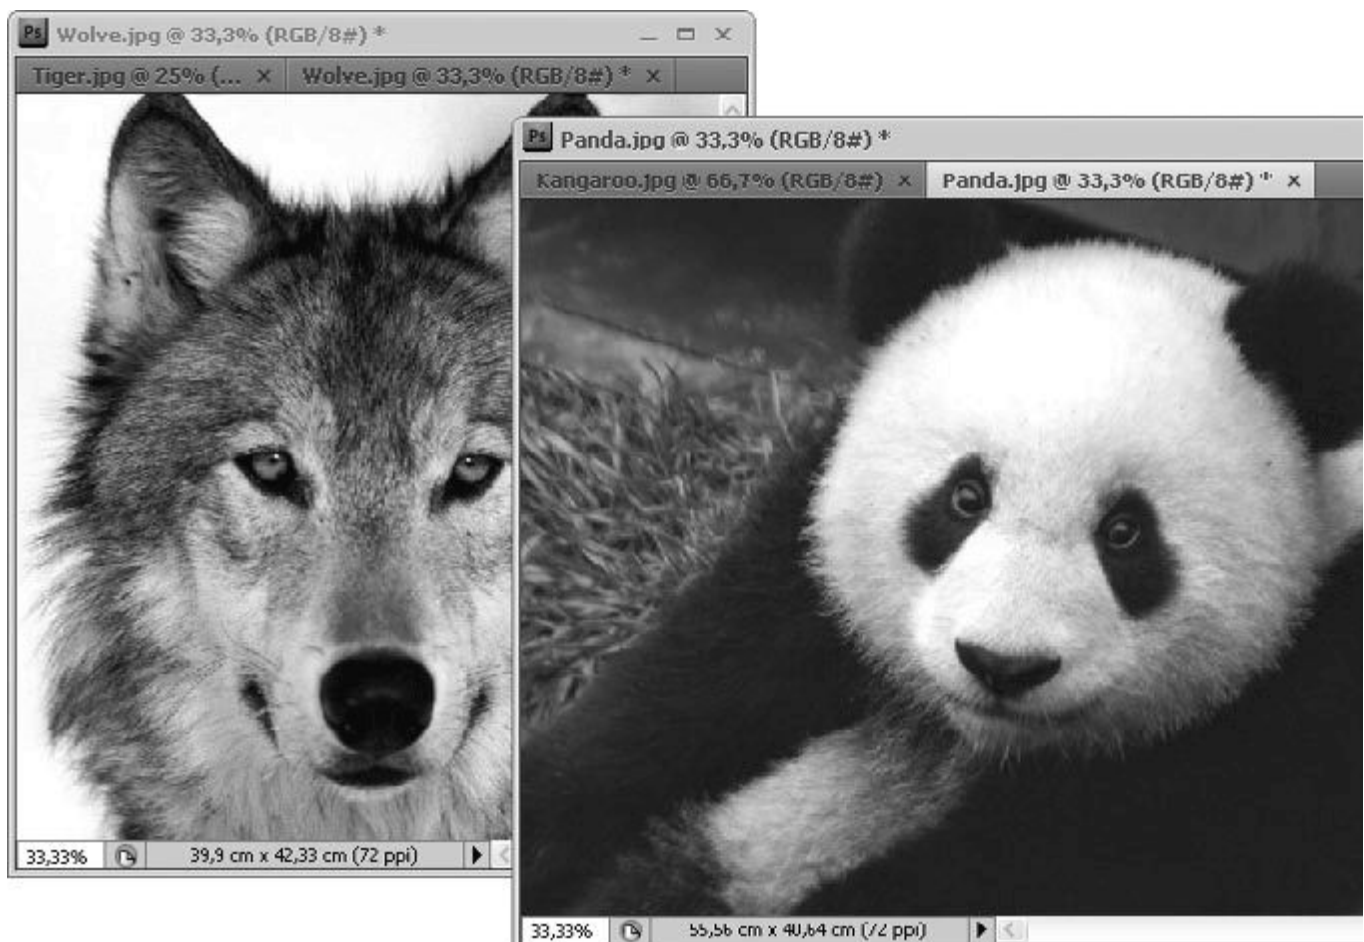 Ps Wolve.jpg @ 33,3% (RGB/8#) *
Tiger.jpg @ 25% (... × Wolve.jpg @ 33,3% (RGB/8#) * ×
Ps Panda.jpg @ 33,3% (RGB/8#) *
Kangaroo.jpg @ 66,7% (RGB/8#) × Panda.jpg @ 33,3% (RGB/8#) * ×
33,33% 39,9 cm x 42,33 cm (72 ppi)
33,33% 55,56 cm x 40,64 cm (72 ppi)